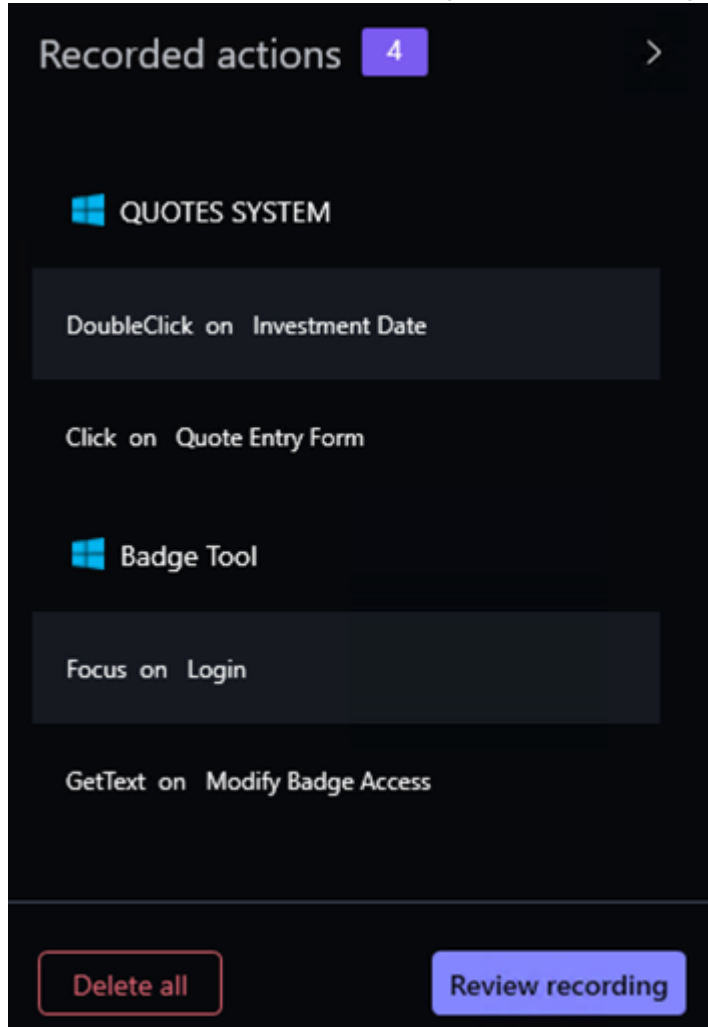 Recorded actions 4
QUOTES SYSTEM
DoubleClick on Investment Date
Click on Quote Entry Form
Badge Tool
Focus on Login
GetText on Modify Badge Access
Delete all Review recording